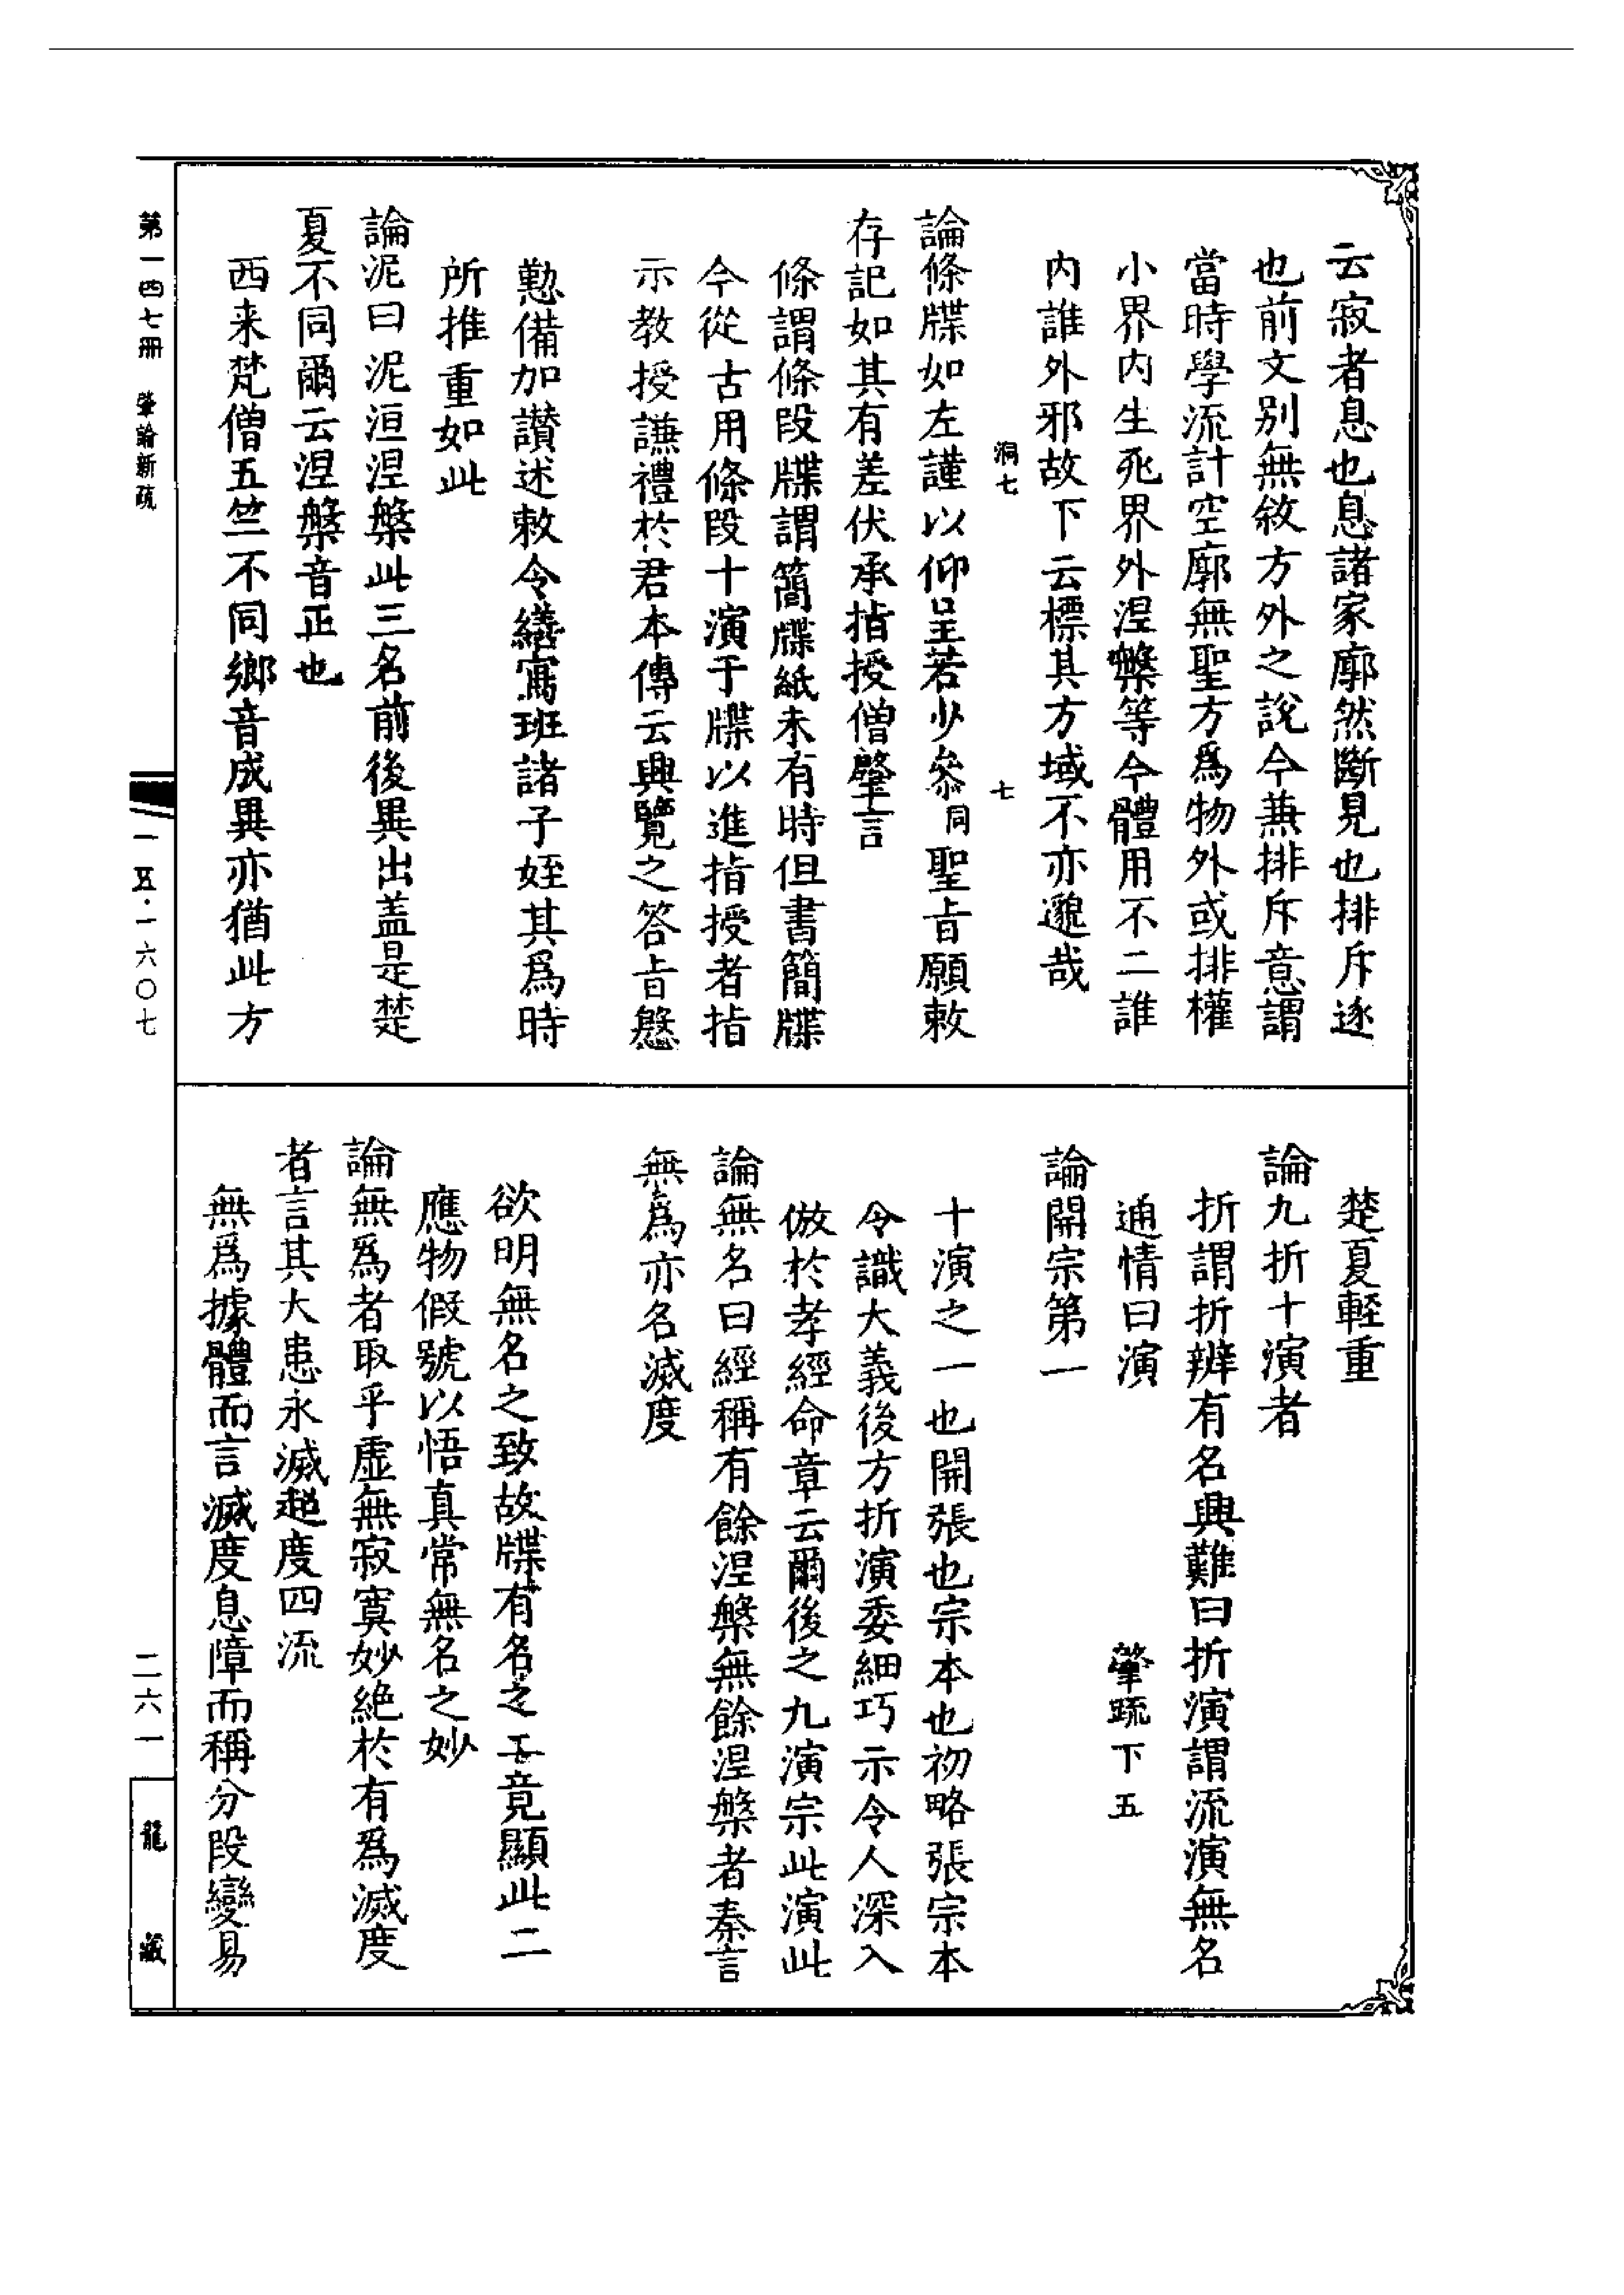 云寂者息也息諸家廓然斷見也排斥逐
也前文别無敘方外之說今兼排斥意謂
當時學流計空廓無聖方爲物外或排權
小界内生死界外涅槃等今體用不二誰
内誰外邪故下云標其方域不亦邈哉
洞七
七
論條牒如左謹以仰呈若少叅同聖旨願敕
存記如其有差伏承指授僧肇言
條謂條段牒謂簡牒紙未有時但書簡牒
今從古用條段十演于牒以進指授者指
示教授謙禮於君本傳云興覽之答旨慇
懃備加讃述敕令繕寫班諸子姪其爲時
所推重如此
論泥曰泥洹涅槃此三名前後異出蓋是楚
夏不同爾云涅槃音正也
西来梵僧五竺不同鄉音成異亦猶此方
楚夏輕重
論九折十演者
折謂折辨有名興難曰折演謂流演無名
通情曰演
肇䟽下五
論開宗第一
十演之一也開張也宗本也初略張宗本
令識大義後方折演委細巧示令人深入
倣於孝經命章云爾後之九演宗此演此
論無名曰經稱有餘涅槃無餘涅槃者秦言
無爲亦名滅度
欲明無名之致故牒有名之言竟顯此二
應物假號以悟真常無名之妙
論無爲者取乎虛無寂寞妙絶於有爲滅度
者言其大患永滅超度四流
無爲據體而言滅度息障而稱分段變易
第一四七冊　肇論新疏
一五·一六〇七
二六一
龍藏